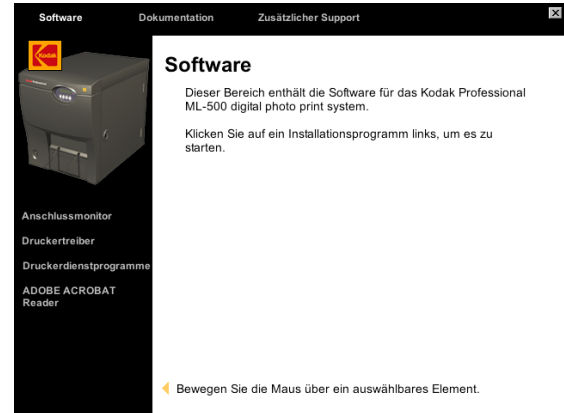 Software Dokumentation Zusätzlicher Support
Kodak
Software
Dieser Bereich enthält die Software für das Kodak Professional
ML-500 digital photo print system.
Klicken Sie auf ein Installationsprogramm links, um es zu
starten.
Anschlussmonitor
Druckertreiber
Druckerdienstprogramme
ADOBE ACROBAT
Reader
Bewegen Sie die Maus über ein auswählbares Element.